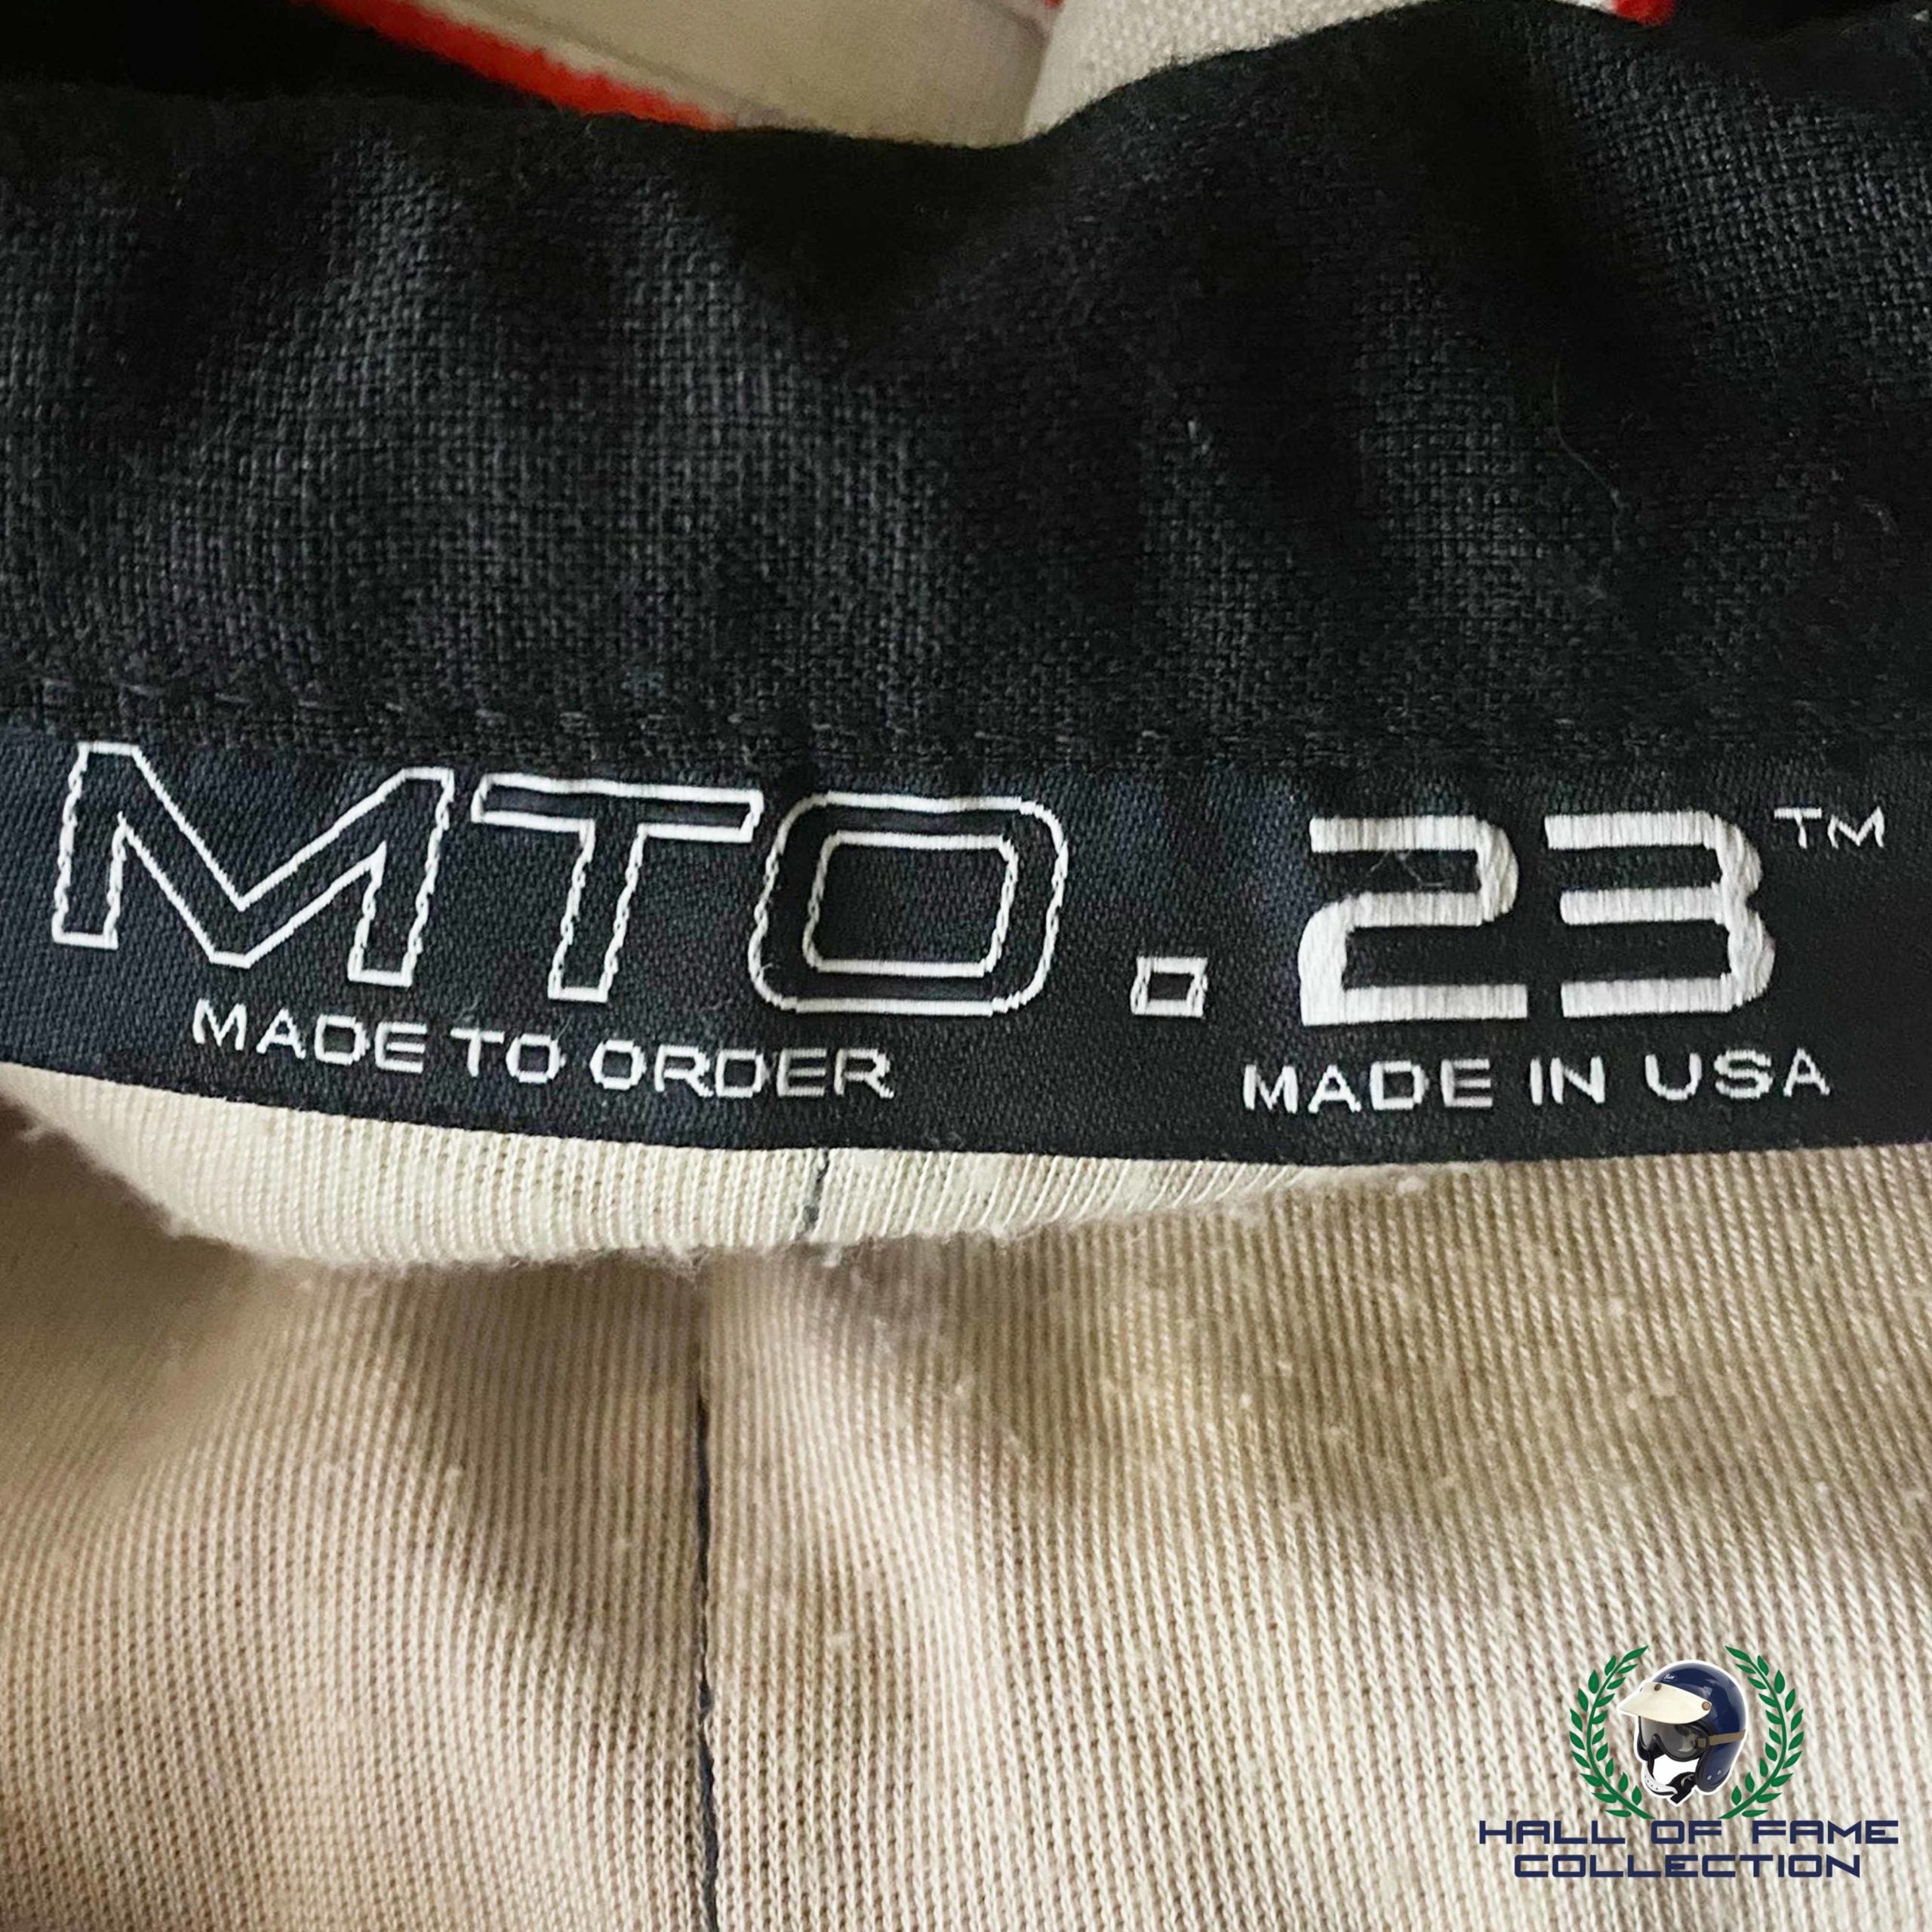 MTO.23™
MADE TO ORDER MADE IN USA
HALL OF FAME
COLLECTION